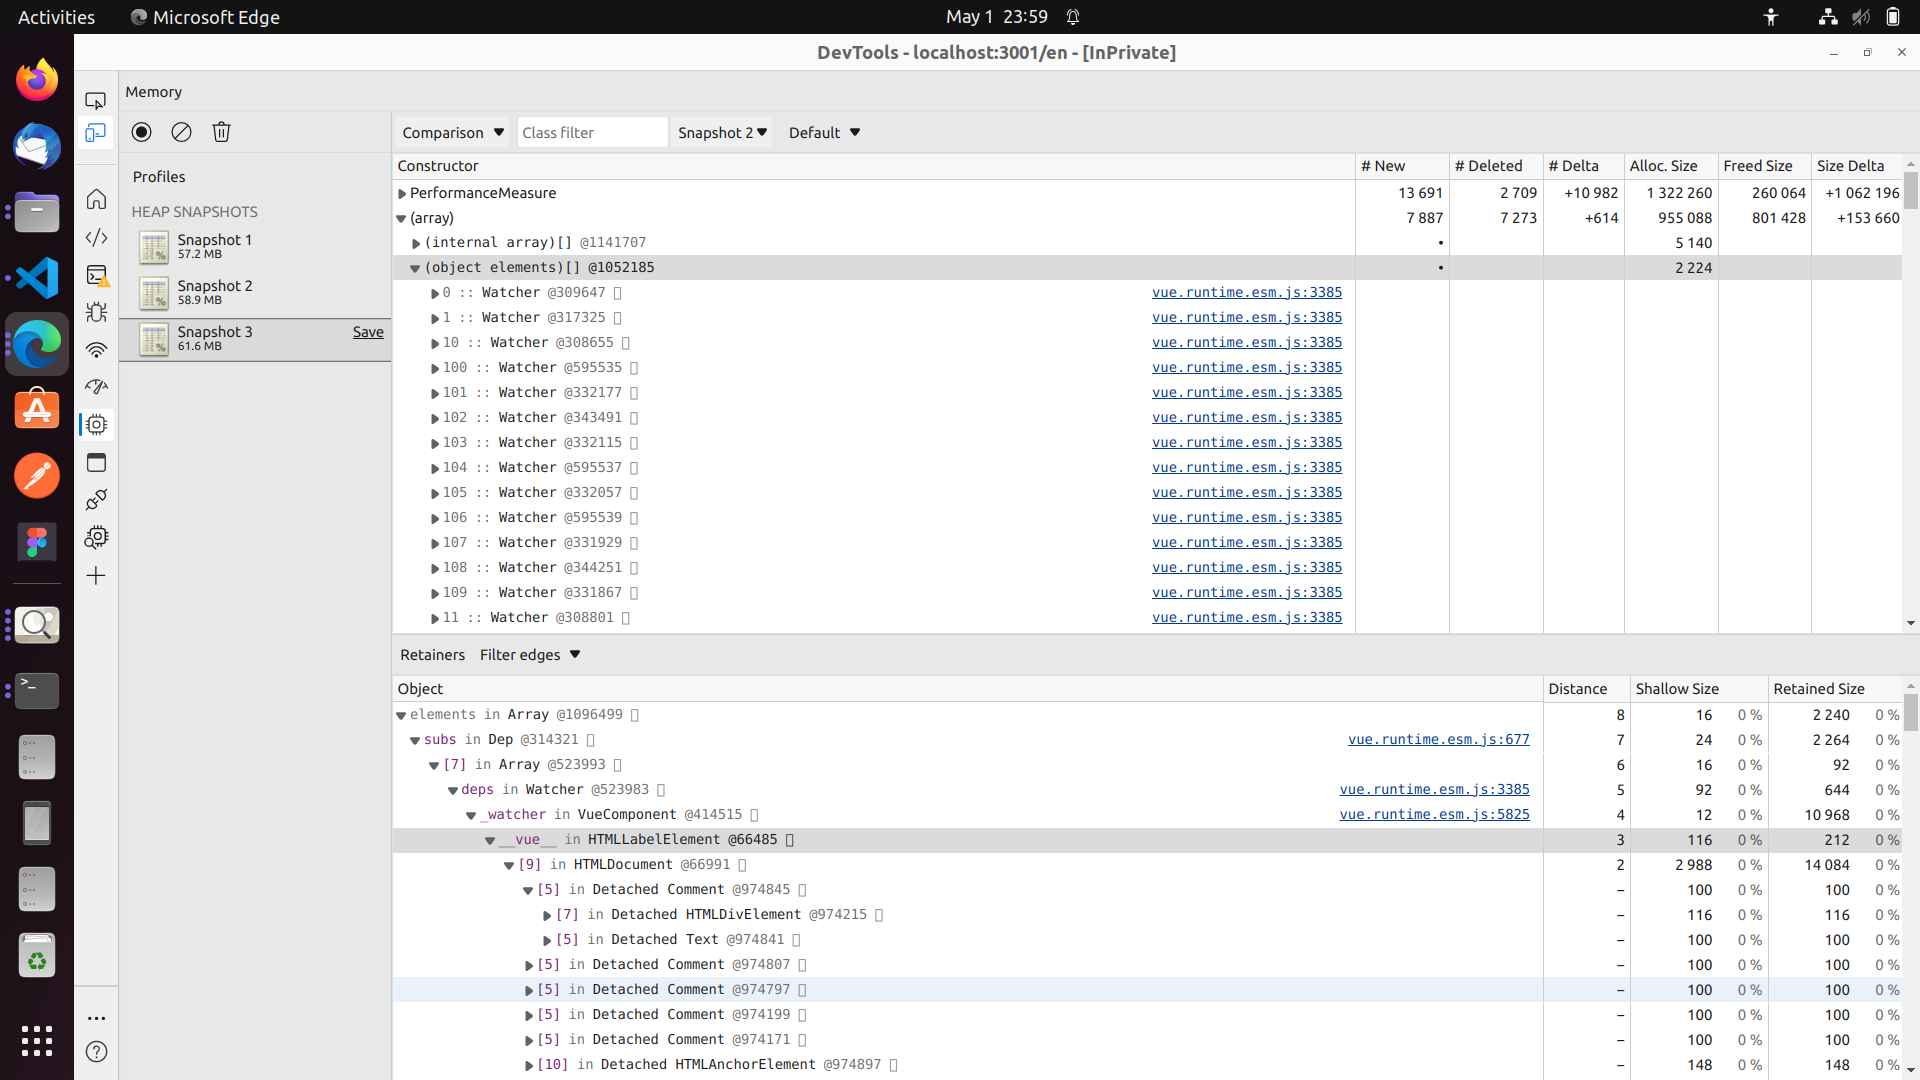 Activities Microsoft Edge May 1 23:59
DevTools - localhost:3001/en - [InPrivate]
Memory
Comparison Class filter Snapshot 2 Default
Profiles
HEAP SNAPSHOTS
Snapshot 1
57.2 MB
Snapshot 2
58.9 MB
Snapshot 3 Save
61.6 MB
Constructor # New # Deleted # Delta Alloc. Size Freed Size Size Delta
PerformanceMeasure 13 691 2 709 +10 982 1 322 260 260 064 +1 062 196
(array) 7 887 7 273 +614 955 088 801 428 +153 660
(internal array)[] @1141707 • 5 140
(object elements)[] @1052185 • 2 224
0 :: Watcher @309647 vue.runtime.esm.js:3385
1 :: Watcher @317325 vue.runtime.esm.js:3385
10 :: Watcher @308655 vue.runtime.esm.js:3385
100 :: Watcher @595535 vue.runtime.esm.js:3385
101 :: Watcher @332177 vue.runtime.esm.js:3385
102 :: Watcher @343491 vue.runtime.esm.js:3385
103 :: Watcher @332115 vue.runtime.esm.js:3385
104 :: Watcher @595537 vue.runtime.esm.js:3385
105 :: Watcher @332057 vue.runtime.esm.js:3385
106 :: Watcher @595539 vue.runtime.esm.js:3385
107 :: Watcher @331929 vue.runtime.esm.js:3385
108 :: Watcher @344251 vue.runtime.esm.js:3385
109 :: Watcher @331867 vue.runtime.esm.js:3385
11 :: Watcher @308801 vue.runtime.esm.js:3385
Retainers Filter edges
Object Distance Shallow Size Retained Size
elements in Array @1096499 8 16 0 % 2 240 0 %
subs in Dep @314321 vue.runtime.esm.js:677 7 24 0 % 2 264 0 %
[7] in Array @523993 6 16 0 % 92 0 %
deps in Watcher @523983 vue.runtime.esm.js:3385 5 92 0 % 644 0 %
_watcher in VueComponent @414515 vue.runtime.esm.js:5825 4 12 0 % 10 968 0 %
__vue__ in HTMLLabelElement @66485 3 116 0 % 212 0 %
[9] in HTMLDocument @66991 2 2 988 0 % 14 084 0 %
[5] in Detached Comment @974845 – 100 0 % 100 0 %
[7] in Detached HTMLDivElement @974215 – 116 0 % 116 0 %
[5] in Detached Text @974841 – 100 0 % 100 0 %
[5] in Detached Comment @974807 – 100 0 % 100 0 %
[5] in Detached Comment @974797 – 100 0 % 100 0 %
[5] in Detached Comment @974199 – 100 0 % 100 0 %
[5] in Detached Comment @974171 – 100 0 % 100 0 %
[10] in Detached HTMLAnchorElement @974897 – 148 0 % 148 0 %